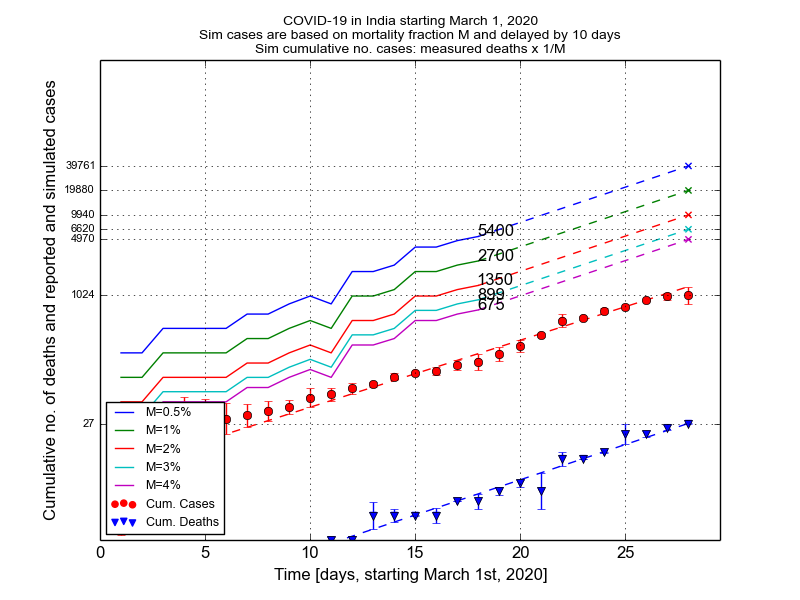 COVID-19 in India starting March 1, 2020
Sim cases are based on mortality fraction M and delayed by 10 days
Sim cumulative no. cases: measured deaths x 1/M
Cumulative no. of deaths and reported and simulated cases
39761
19880
9940
6620
4970
1024
27
5400
2700
1350
899
675
M=0.5%
M=1%
M=2%
M=3%
M=4%
Cum. Cases
Cum. Deaths
0 5 10 15 20 25
Time [days, starting March 1st, 2020]